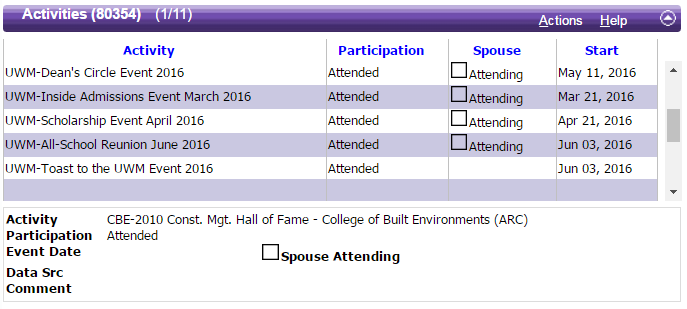 Activities (80354) (1/11) Actions Help
Activity Participation Spouse Start
UWM-Dean's Circle Event 2016 Attended Attending May 11, 2016
UWM-Inside Admissions Event March 2016 Attended Attending Mar 21, 2016
UWM-Scholarship Event April 2016 Attended Attending Apr 21, 2016
UWM-All-School Reunion June 2016 Attended Attending Jun 03, 2016
UWM-Toast to the UWM Event 2016 Attended Jun 03, 2016
Activity CBE-2010 Const. Mgt. Hall of Fame - College of Built Environments (ARC)
Participation Attended
Event Date Spouse Attending
Data Src
Comment